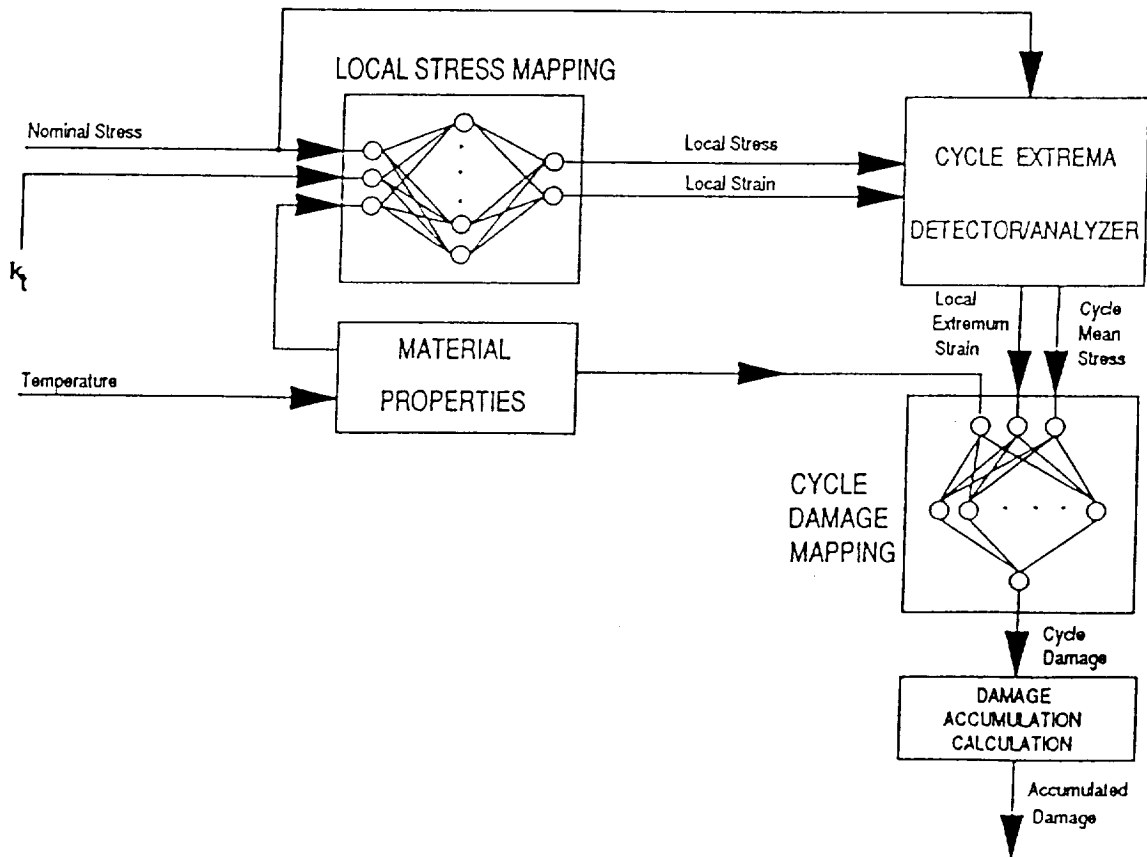 LOCAL STRESS MAPPING
Nominal Stress
k_t
Local Stress
Local Strain
CYCLE EXTREMA
DETECTOR/ANALYZER
Local
Extremum
Strain
Cycle
Mean
Stress
MATERIAL
PROPERTIES
Temperature
CYCLE
DAMAGE
MAPPING
Cycle
Damage
DAMAGE
ACCUMULATION
CALCULATION
Accumulated
Damage